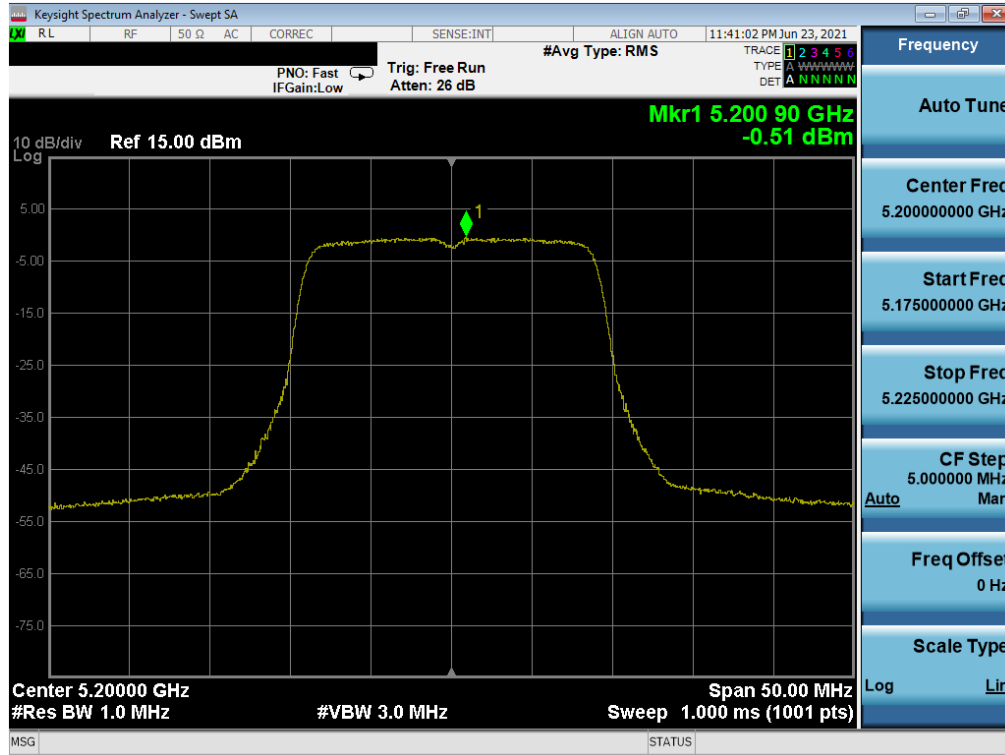 Keysight Spectrum Analyzer - Swept SA
LXI RL RF 50 Ω AC CORREC SENSE:INT ALIGN AUTO 11:41:02 PM Jun 23, 2021
#Avg Type: RMS
TRACE 1 2 3 4 5 6
TYPE A WWWWW
DET A N N N N N
PNO: Fast
IFGain:Low
Trig: Free Run
Atten: 26 dB
Mkr1 5.200 90 GHz
-0.51 dBm
10 dB/div Ref 15.00 dBm
Log
1
5.00
-5.00
-15.0
-25.0
-35.0
-45.0
-55.0
-65.0
-75.0
Center 5.20000 GHz Span 50.00 MHz
#Res BW 1.0 MHz #VBW 3.0 MHz Sweep 1.000 ms (1001 pts)
MSG STATUS
Frequency
Auto Tune
Center Freq
5.200000000 GHz
Start Freq
5.175000000 GHz
Stop Freq
5.225000000 GHz
CF Step
5.000000 MHz
Auto Man
Freq Offset
0 Hz
Scale Type
Log Lin